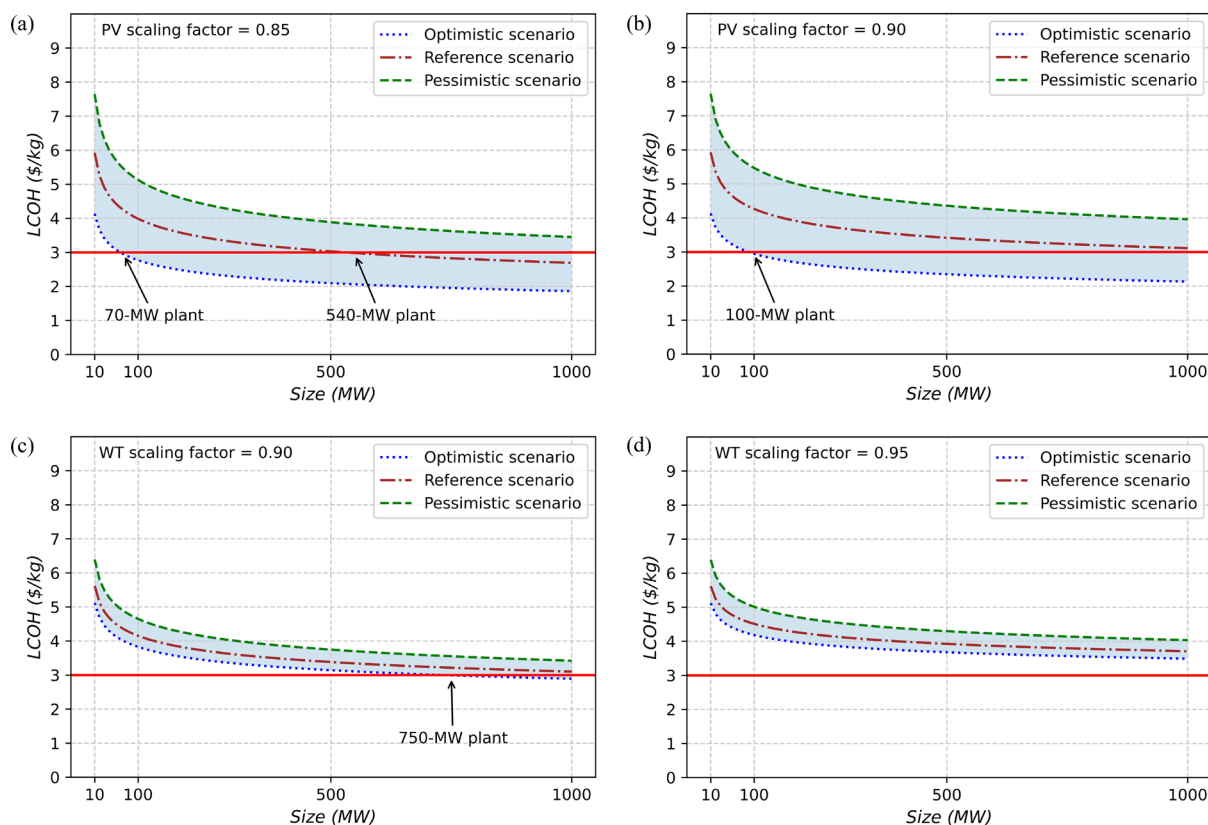 (a)
PV scaling factor = 0.85
Optimistic scenario
Reference scenario
Pessimistic scenario
9
8
7
6
5
4
3
2
1
0
LCOH ($/kg)
70-MW plant
540-MW plant
10
100
500
1000
Size (MW)
(b)
PV scaling factor = 0.90
Optimistic scenario
Reference scenario
Pessimistic scenario
9
8
7
6
5
4
3
2
1
0
LCOH ($/kg)
100-MW plant
10
100
500
1000
Size (MW)
(c)
WT scaling factor = 0.90
Optimistic scenario
Reference scenario
Pessimistic scenario
9
8
7
6
5
4
3
2
1
0
LCOH ($/kg)
750-MW plant
10
100
500
1000
Size (MW)
(d)
WT scaling factor = 0.95
Optimistic scenario
Reference scenario
Pessimistic scenario
9
8
7
6
5
4
3
2
1
0
LCOH ($/kg)
10
100
500
1000
Size (MW)